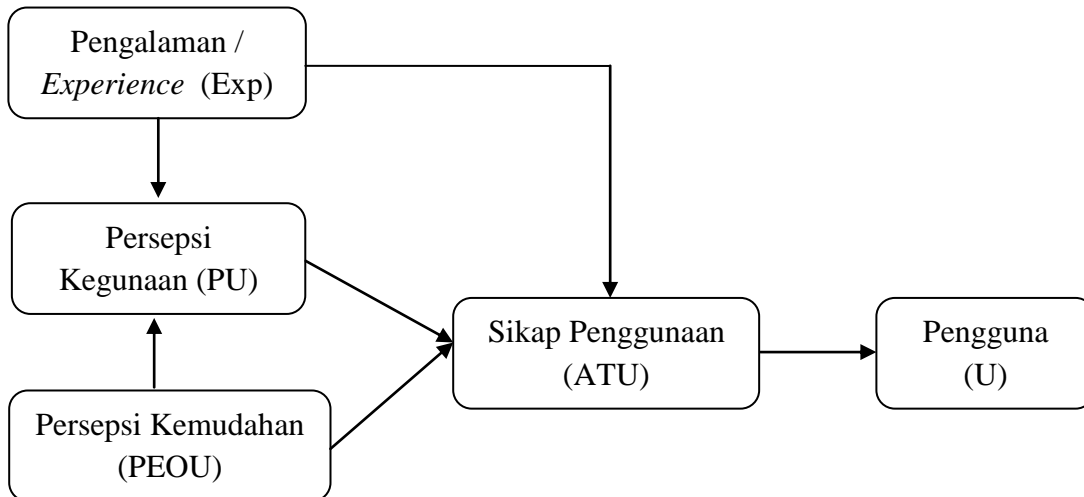 Pengalaman /
Experience (Exp)
Persepsi
Kegunaan (PU)
Sikap Penggunaan
(ATU)
Pengguna
(U)
Persepsi Kemudahan
(PEOU)